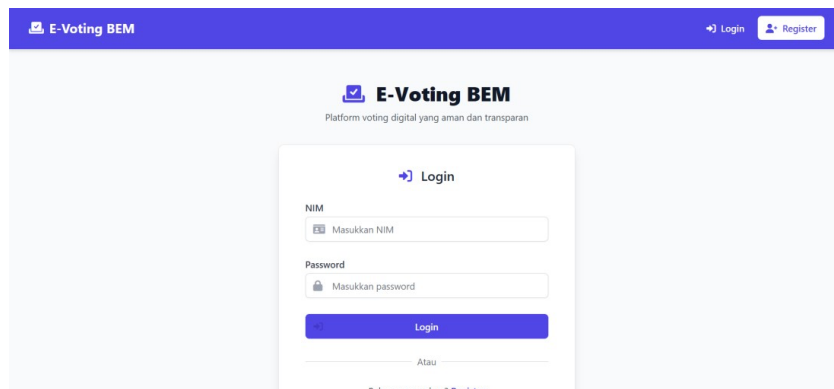 E-Voting BEM
Login
Register
E-Voting BEM
Platform voting digital yang aman dan transparan
Login
NIM
Masukkan NIM
Password
Masukkan password
Login
Atau